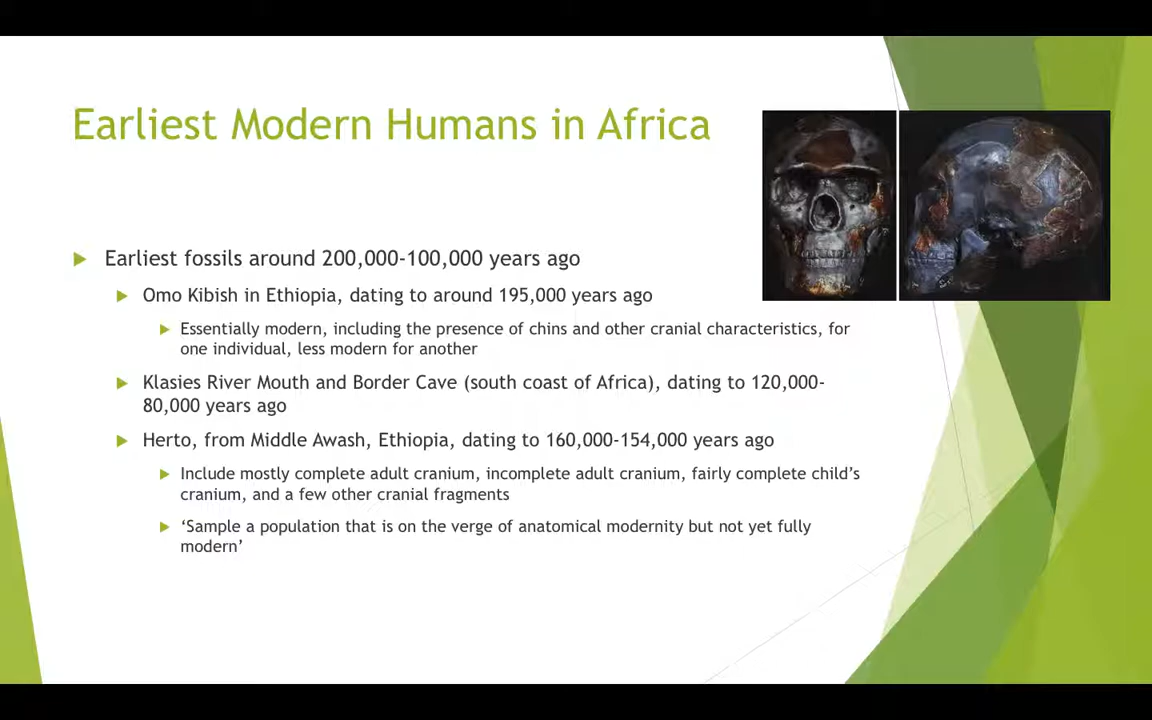 Earliest Modern Humans in Africa
Earliest fossils around 200,000-100,000 years ago
Omo Kibish in Ethiopia, dating to around 195,000 years ago
Essentially modern, including the presence of chins and other cranial characteristics, for
one individual, less modern for another
Klasies River Mouth and Border Cave (south coast of Africa), dating to 120,000-
80,000 years ago
Herto, from Middle Awash, Ethiopia, dating to 160,000-154,000 years ago
Include mostly complete adult cranium, incomplete adult cranium, fairly complete child’s
cranium, and a few other cranial fragments
‘Sample a population that is on the verge of anatomical modernity but not yet fully
modern’